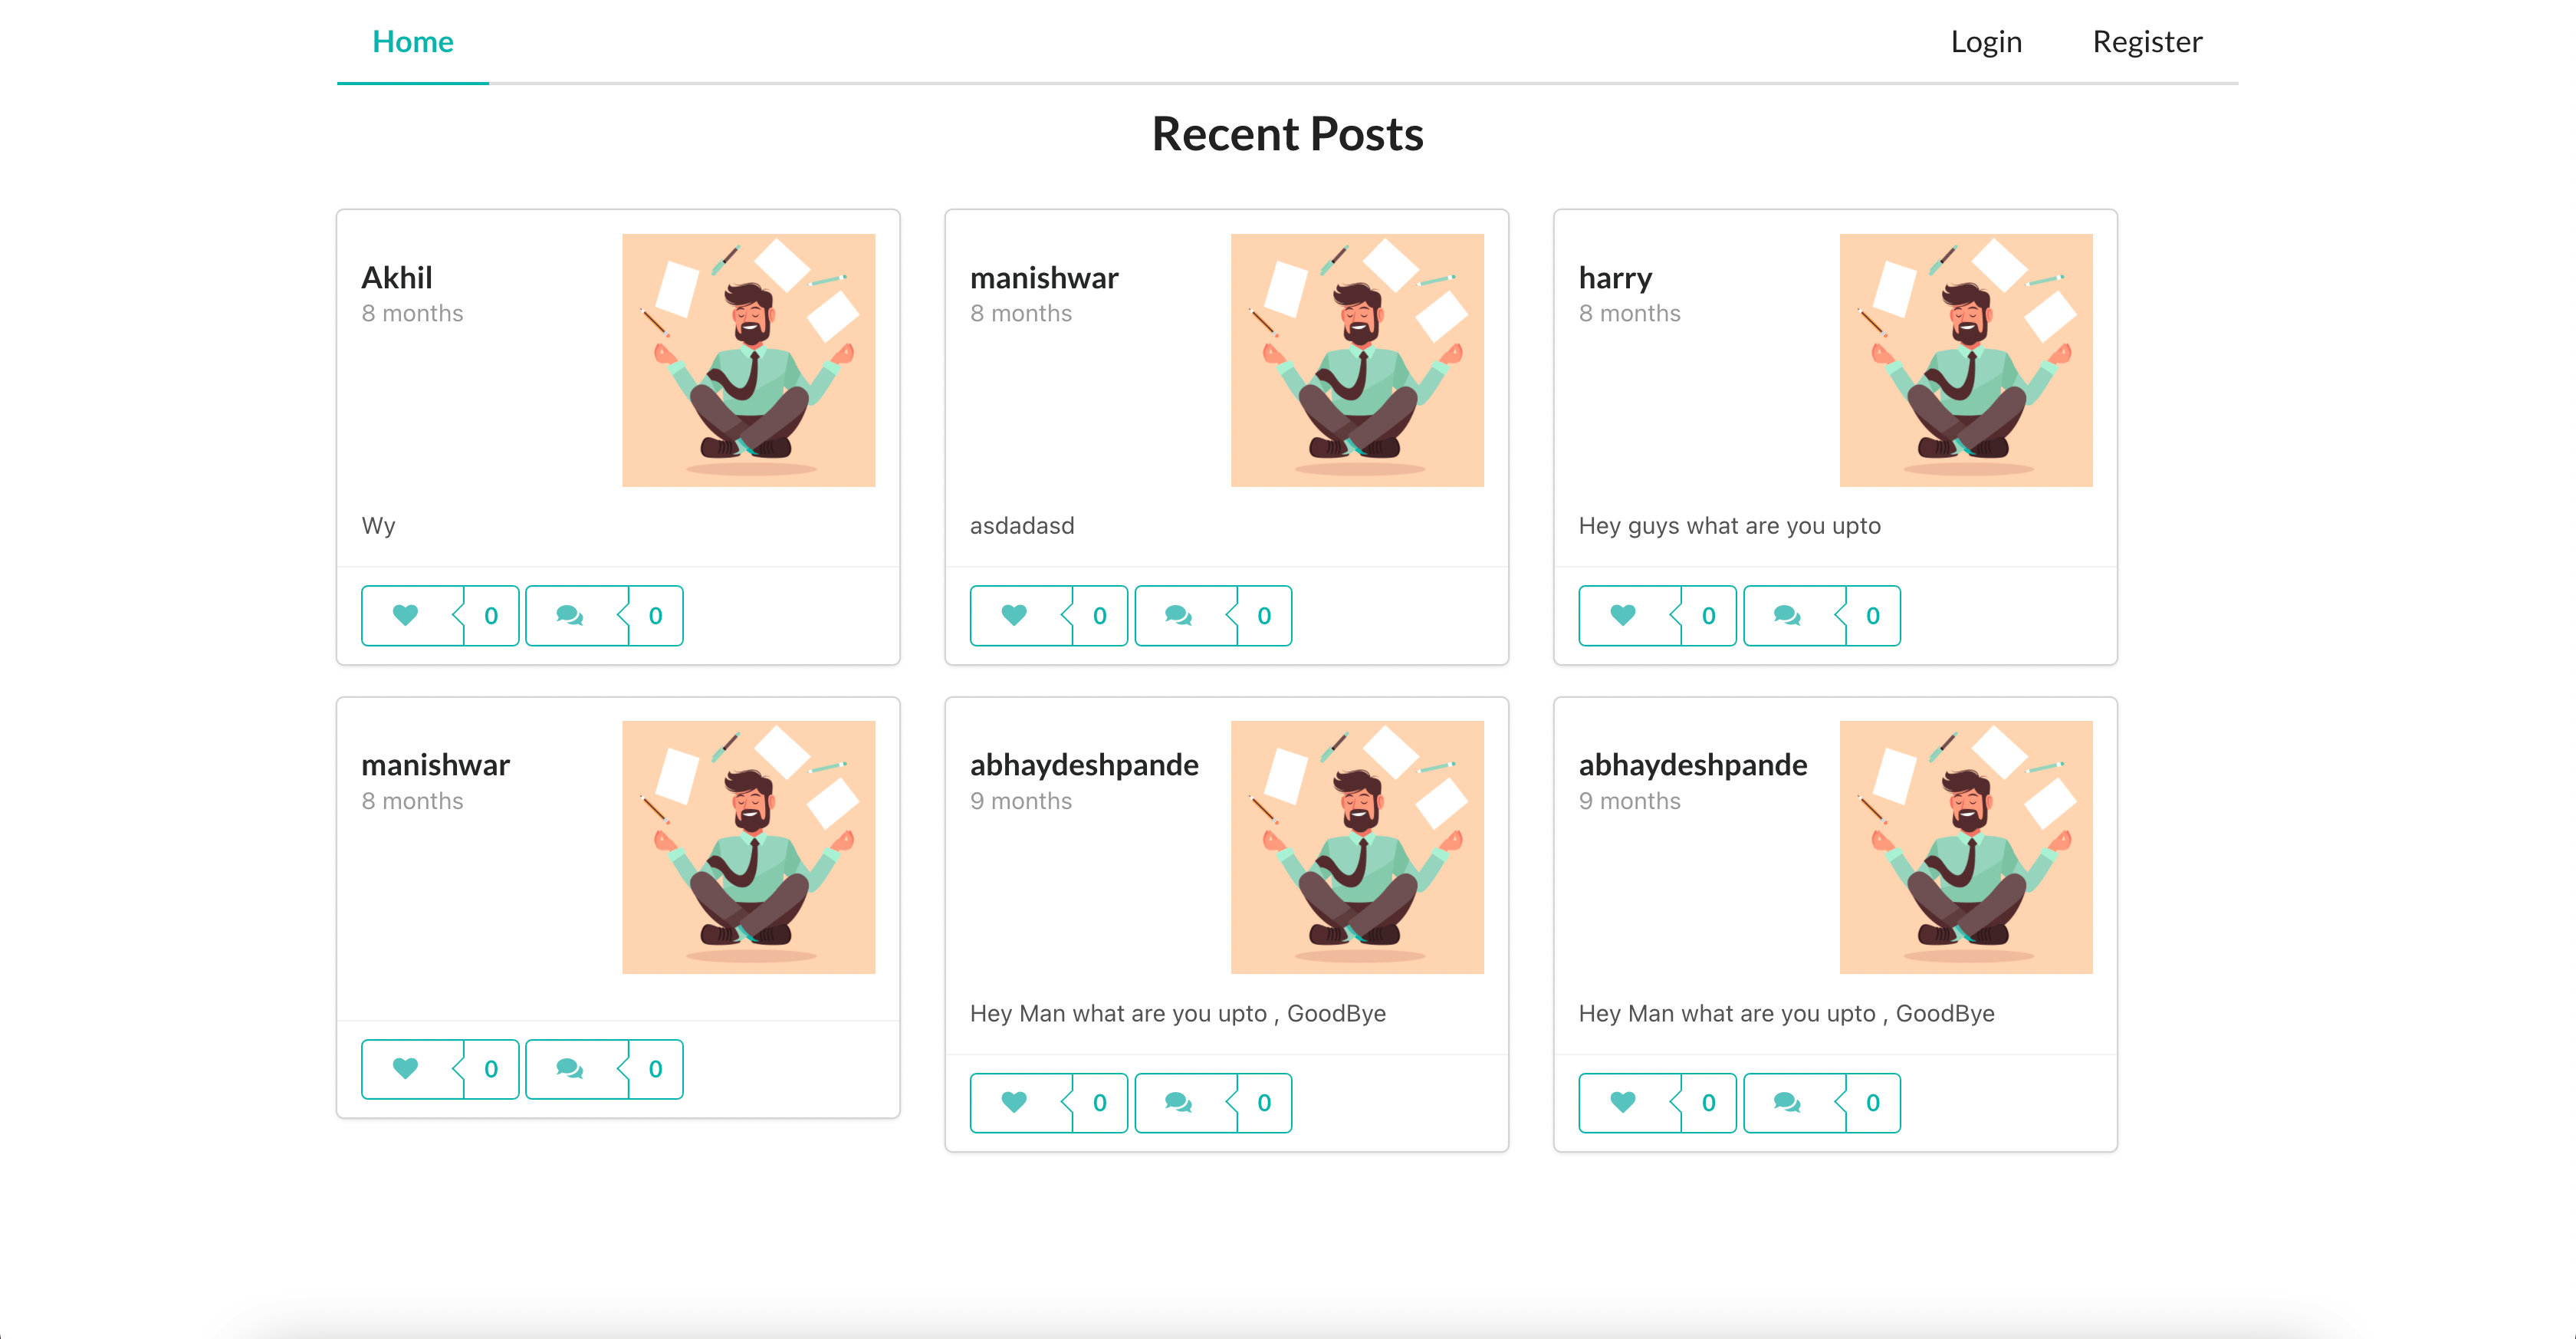 Home Login Register
Recent Posts
Akhil
8 months
Wy
0 0
manishwar
8 months
asdadasd
0 0
harry
8 months
Hey guys what are you upto
0 0
manishwar
8 months
0 0
abhaydeshpande
9 months
Hey Man what are you upto , GoodBye
0 0
abhaydeshpande
9 months
Hey Man what are you upto , GoodBye
0 0